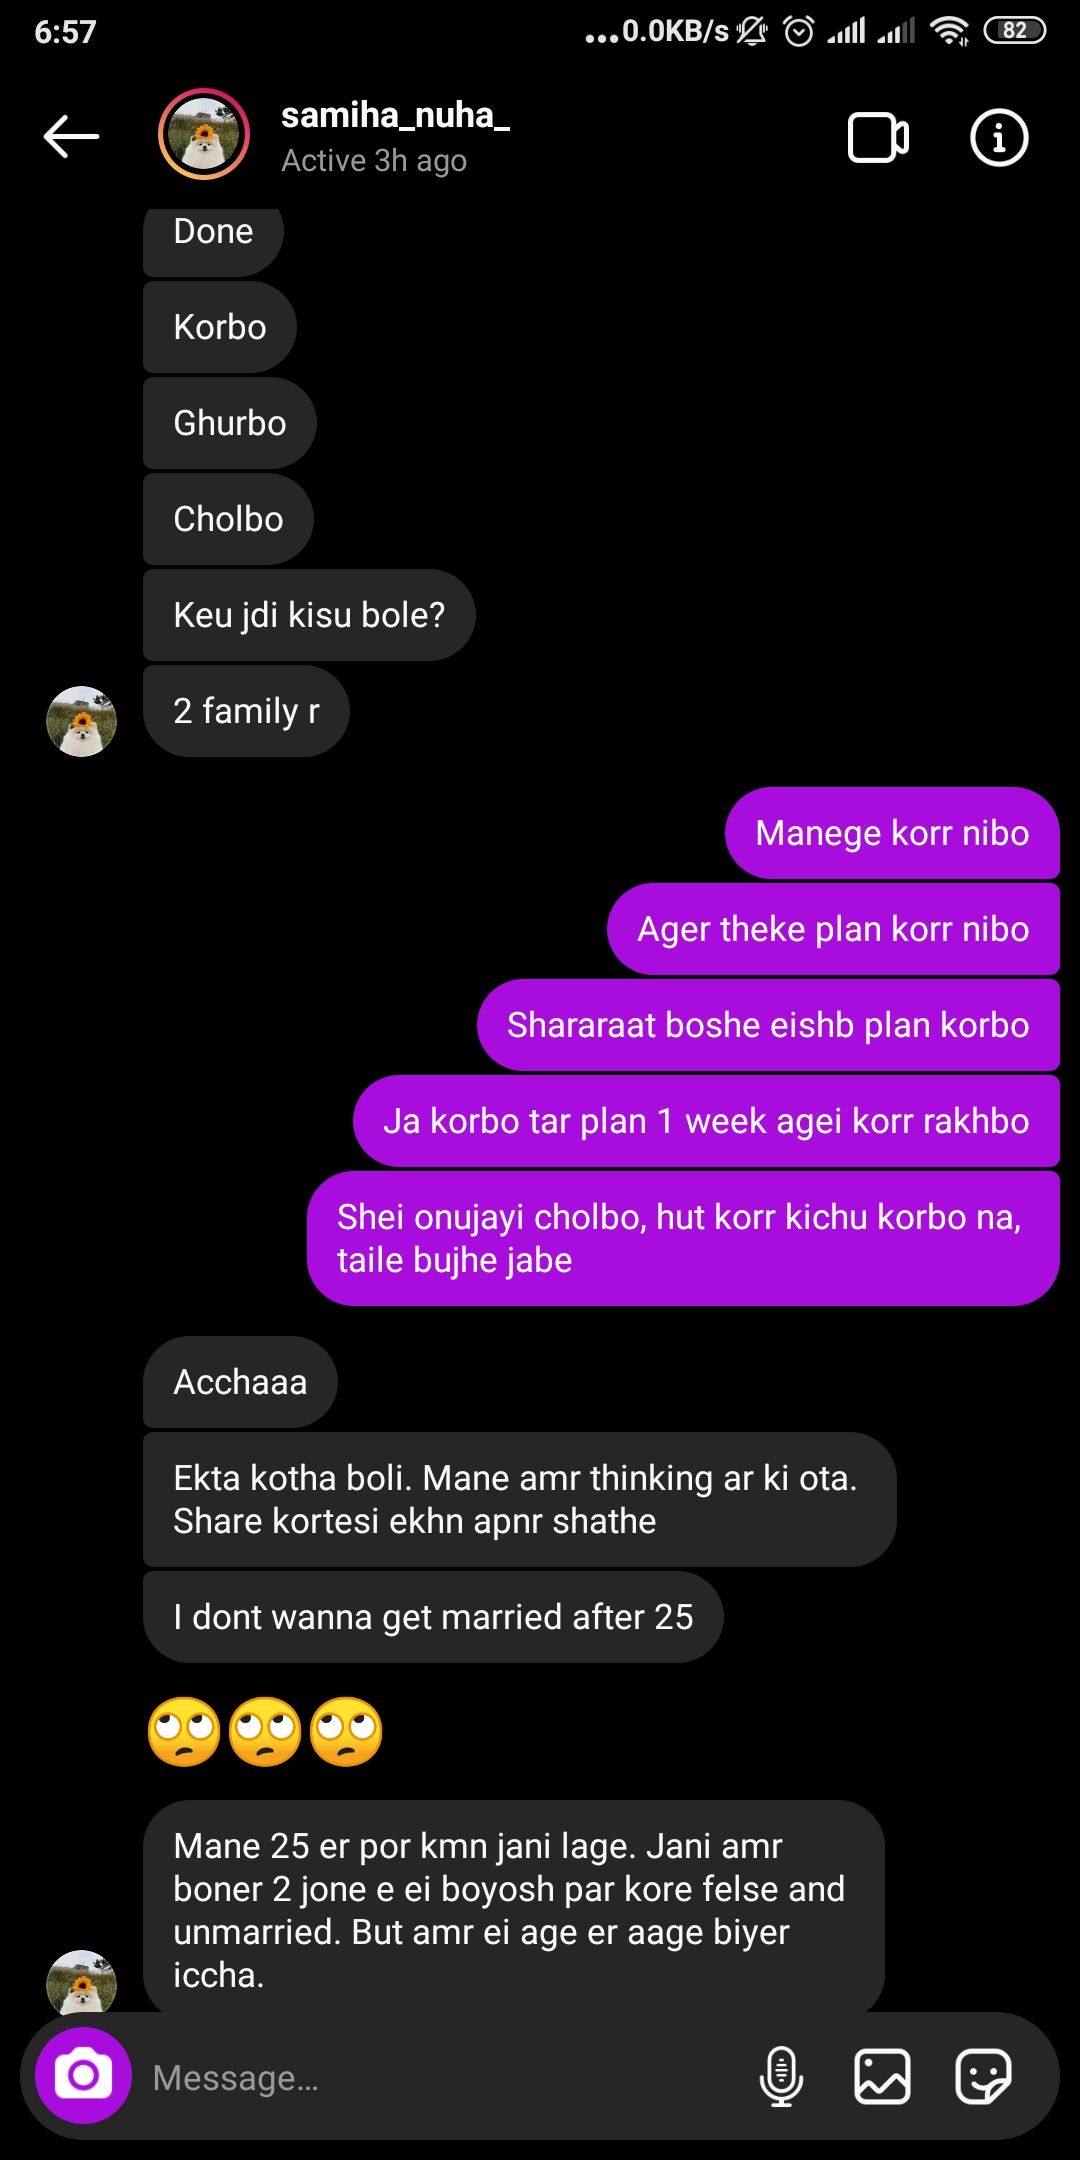 6:57
...0.0KB/s
82
samiha_nuha_
Active 3h ago
Done
Korbo
Ghurbo
Cholbo
Keu jdi kisu bole?
2 family r
Manege korr nibo
Ager theke plan korr nibo
Shararaat boshe eishb plan korbo
Ja korbo tar plan 1 week agei korr rakhbo
Shei onujayi cholbo, hut korr kichu korbo na,
taile bujhe jabe
Acchaaa
Ekta kotha boli. Mane amr thinking ar ki ota.
Share kortesi ekhn apnr shathe
I dont wanna get married after 25
🙄🙄🙄
Mane 25 er por kmn jani lage. Jani amr
boner 2 jone e ei boyosh par kore felse and
unmarried. But amr ei age er aage biyer
iccha.
Message...